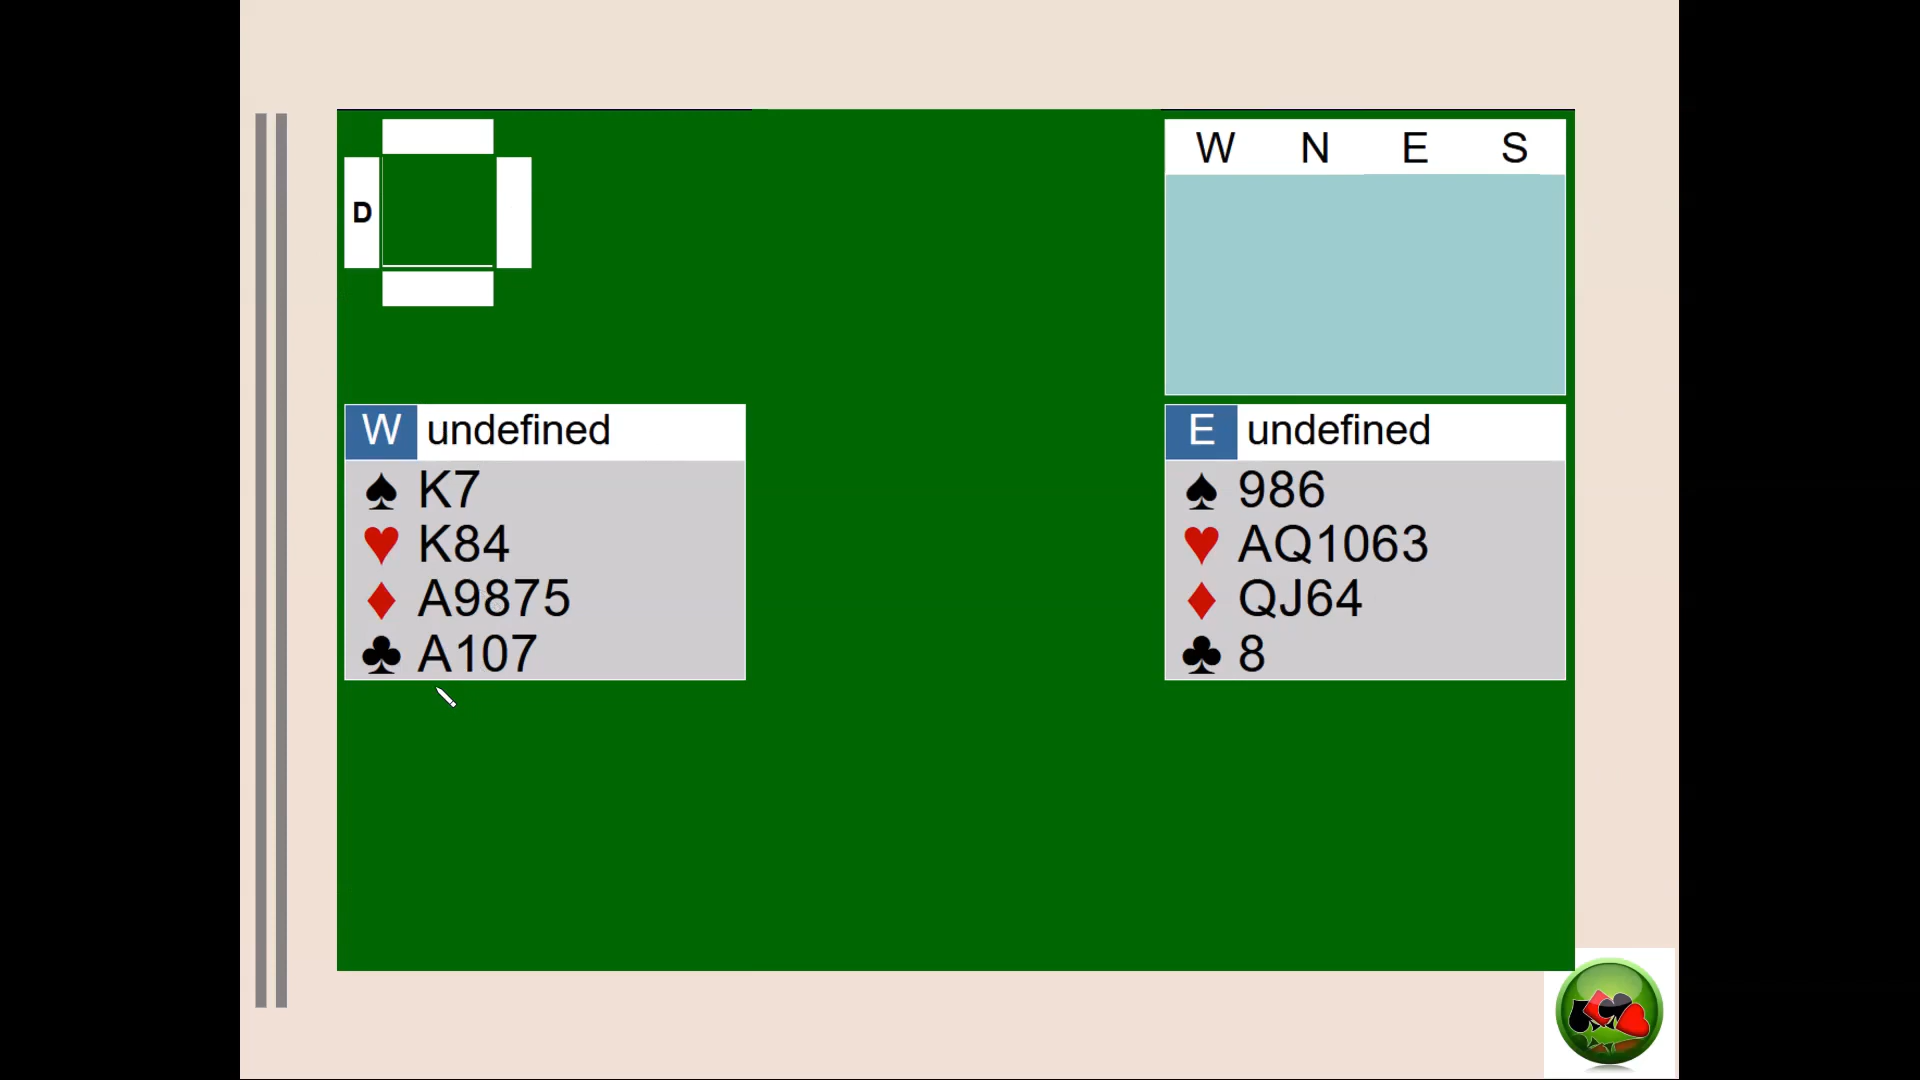 D
W N E S
W undefined
♠ K7
♥ K84
♦ A9875
♣ A107
E undefined
♠ 986
♥ AQ1063
♦ QJ64
♣ 8